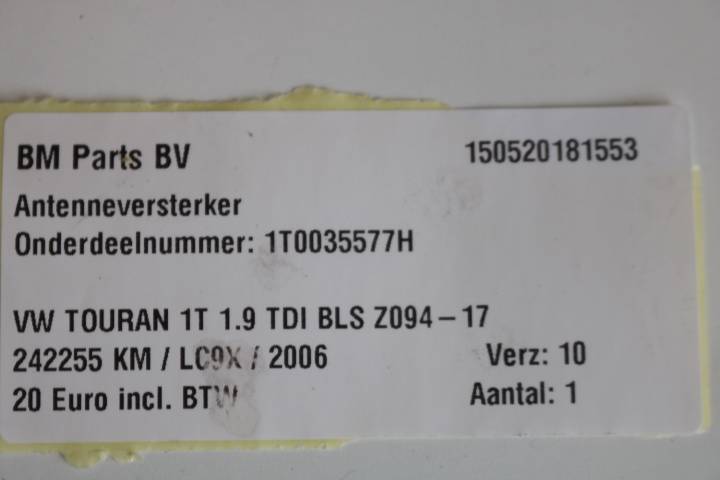 BM Parts BV 150520181553
Antenneversterker
Onderdeelnummer: 1T0035577H
VW TOURAN 1T 1.9 TDI BLS Z094-17
242255 KM / LC9X / 2006 Verz: 10
20 Euro incl. BTW Aantal: 1